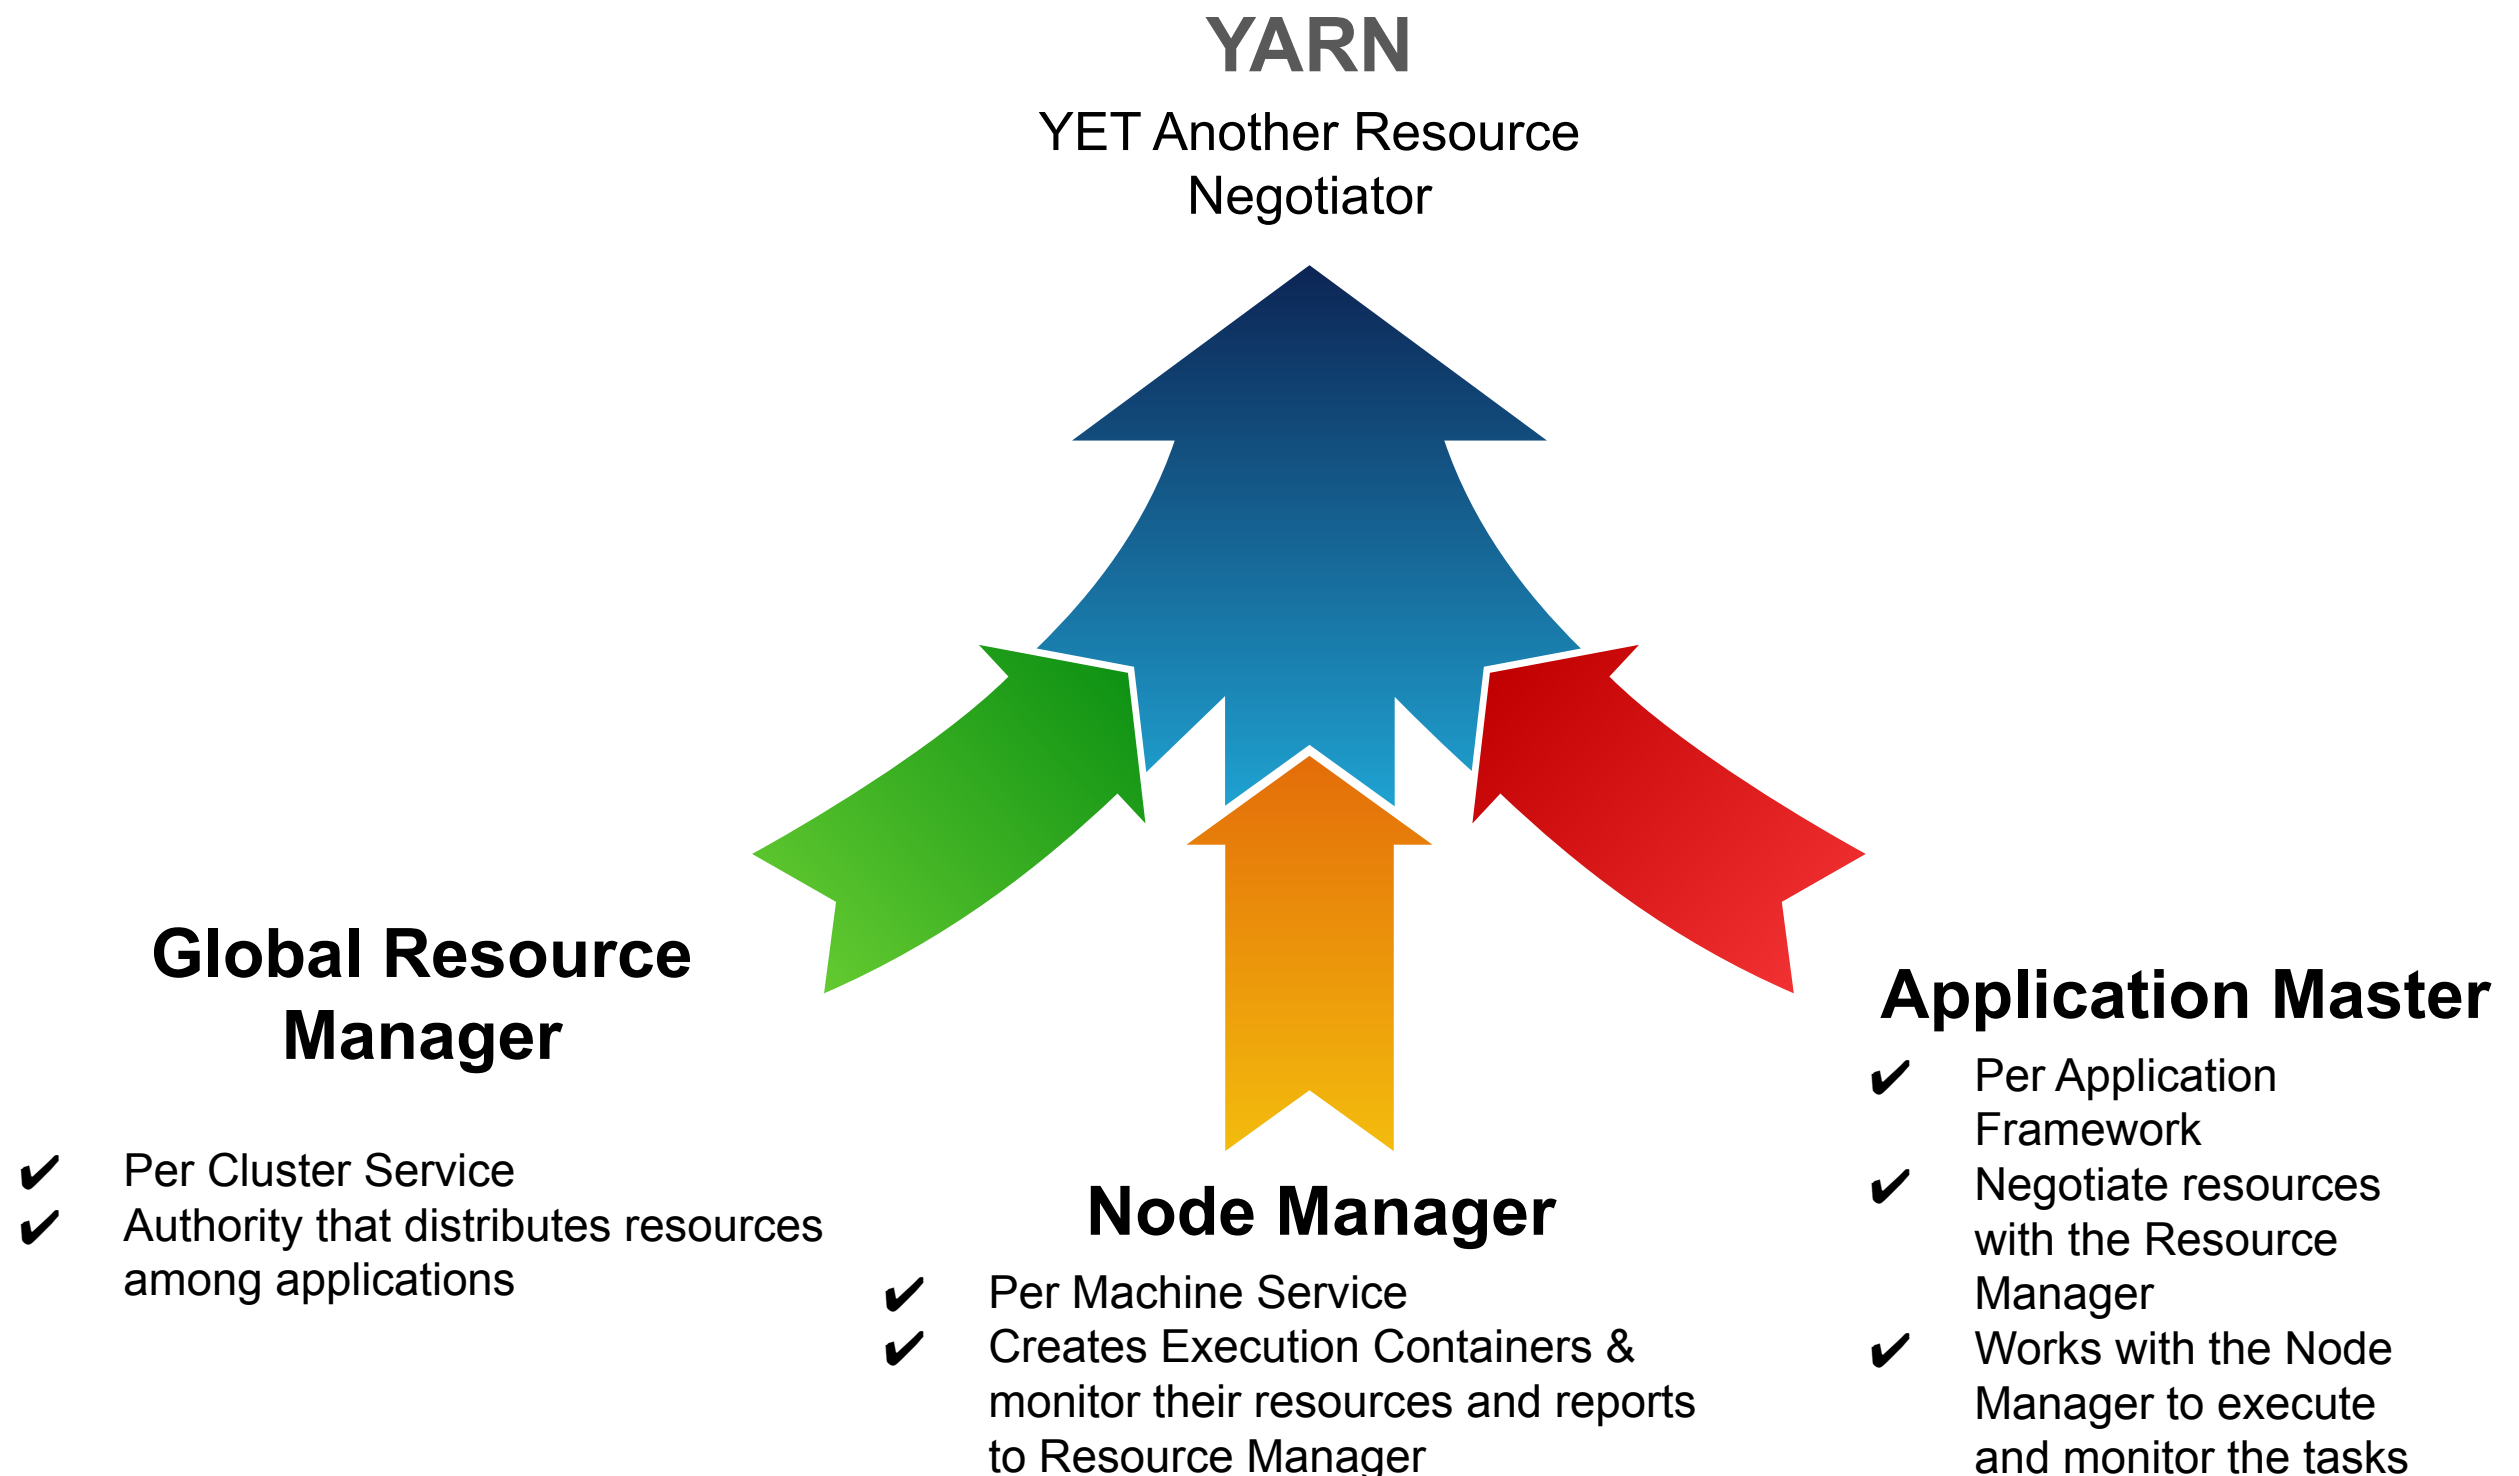 YARN
YET Another Resource
Negotiator
Global Resource
Manager
✔ Per Cluster Service
✔ Authority that distributes resources
among applications
Node Manager
✔ Per Machine Service
✔ Creates Execution Containers &
monitor their resources and reports
to Resource Manager
Application Master
✔ Per Application
Framework
✔ Negotiate resources
with the Resource
Manager
✔ Works with the Node
Manager to execute
and monitor the tasks